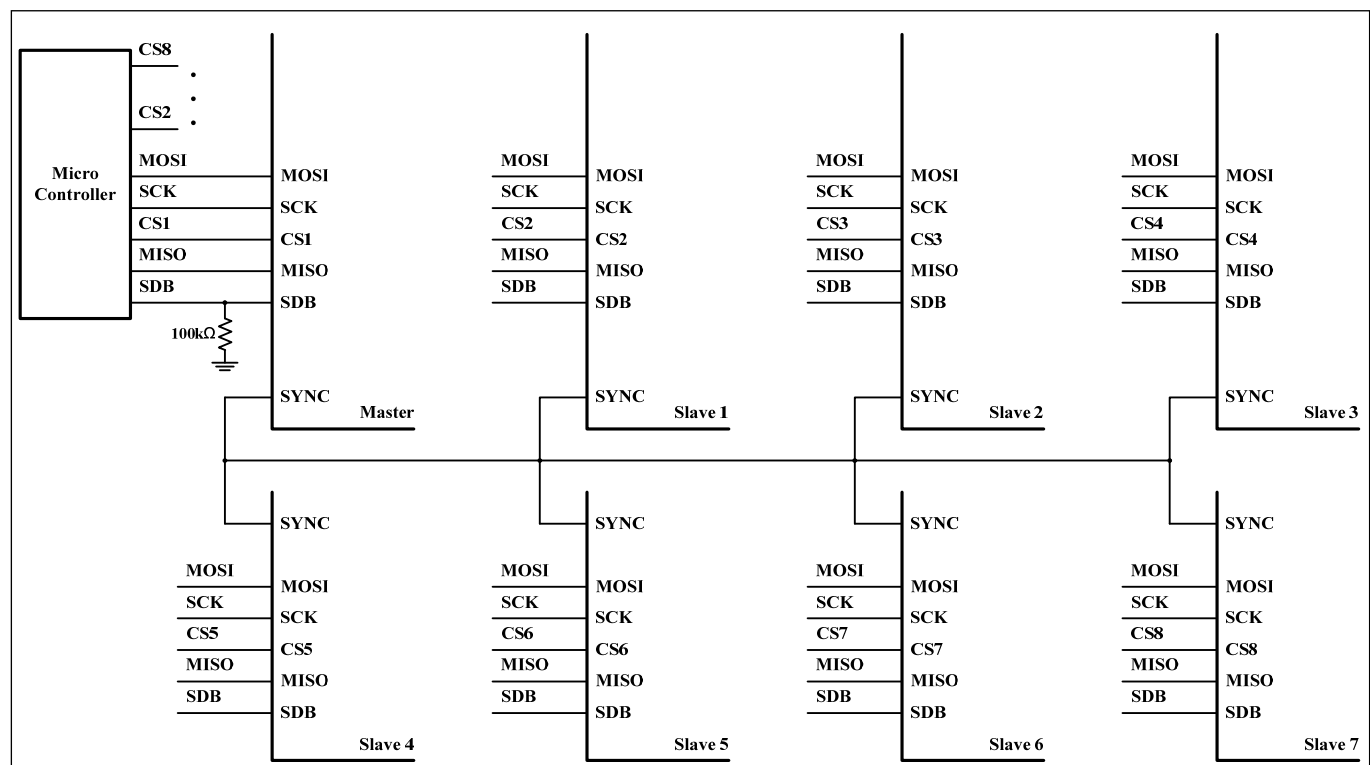 CS8
CS2
Micro
Controller
MOSI
SCK
CS1
MISO
SDB
100kΩ
MOSI
SCK
CS1
MISO
SDB
SYNC
Master
MOSI
SCK
CS2
MISO
SDB
MOSI
SCK
CS2
MISO
SDB
SYNC
Slave 1
MOSI
SCK
CS3
MISO
SDB
MOSI
SCK
CS3
MISO
SDB
SYNC
Slave 2
MOSI
SCK
CS4
MISO
SDB
MOSI
SCK
CS4
MISO
SDB
SYNC
Slave 3
MOSI
SCK
CS5
MISO
SDB
SYNC
MOSI
SCK
CS5
MISO
SDB
Slave 4
MOSI
SCK
CS6
MISO
SDB
SYNC
MOSI
SCK
CS6
MISO
SDB
Slave 5
MOSI
SCK
CS7
MISO
SDB
SYNC
MOSI
SCK
CS7
MISO
SDB
Slave 6
MOSI
SCK
CS8
MISO
SDB
SYNC
MOSI
SCK
CS8
MISO
SDB
Slave 7